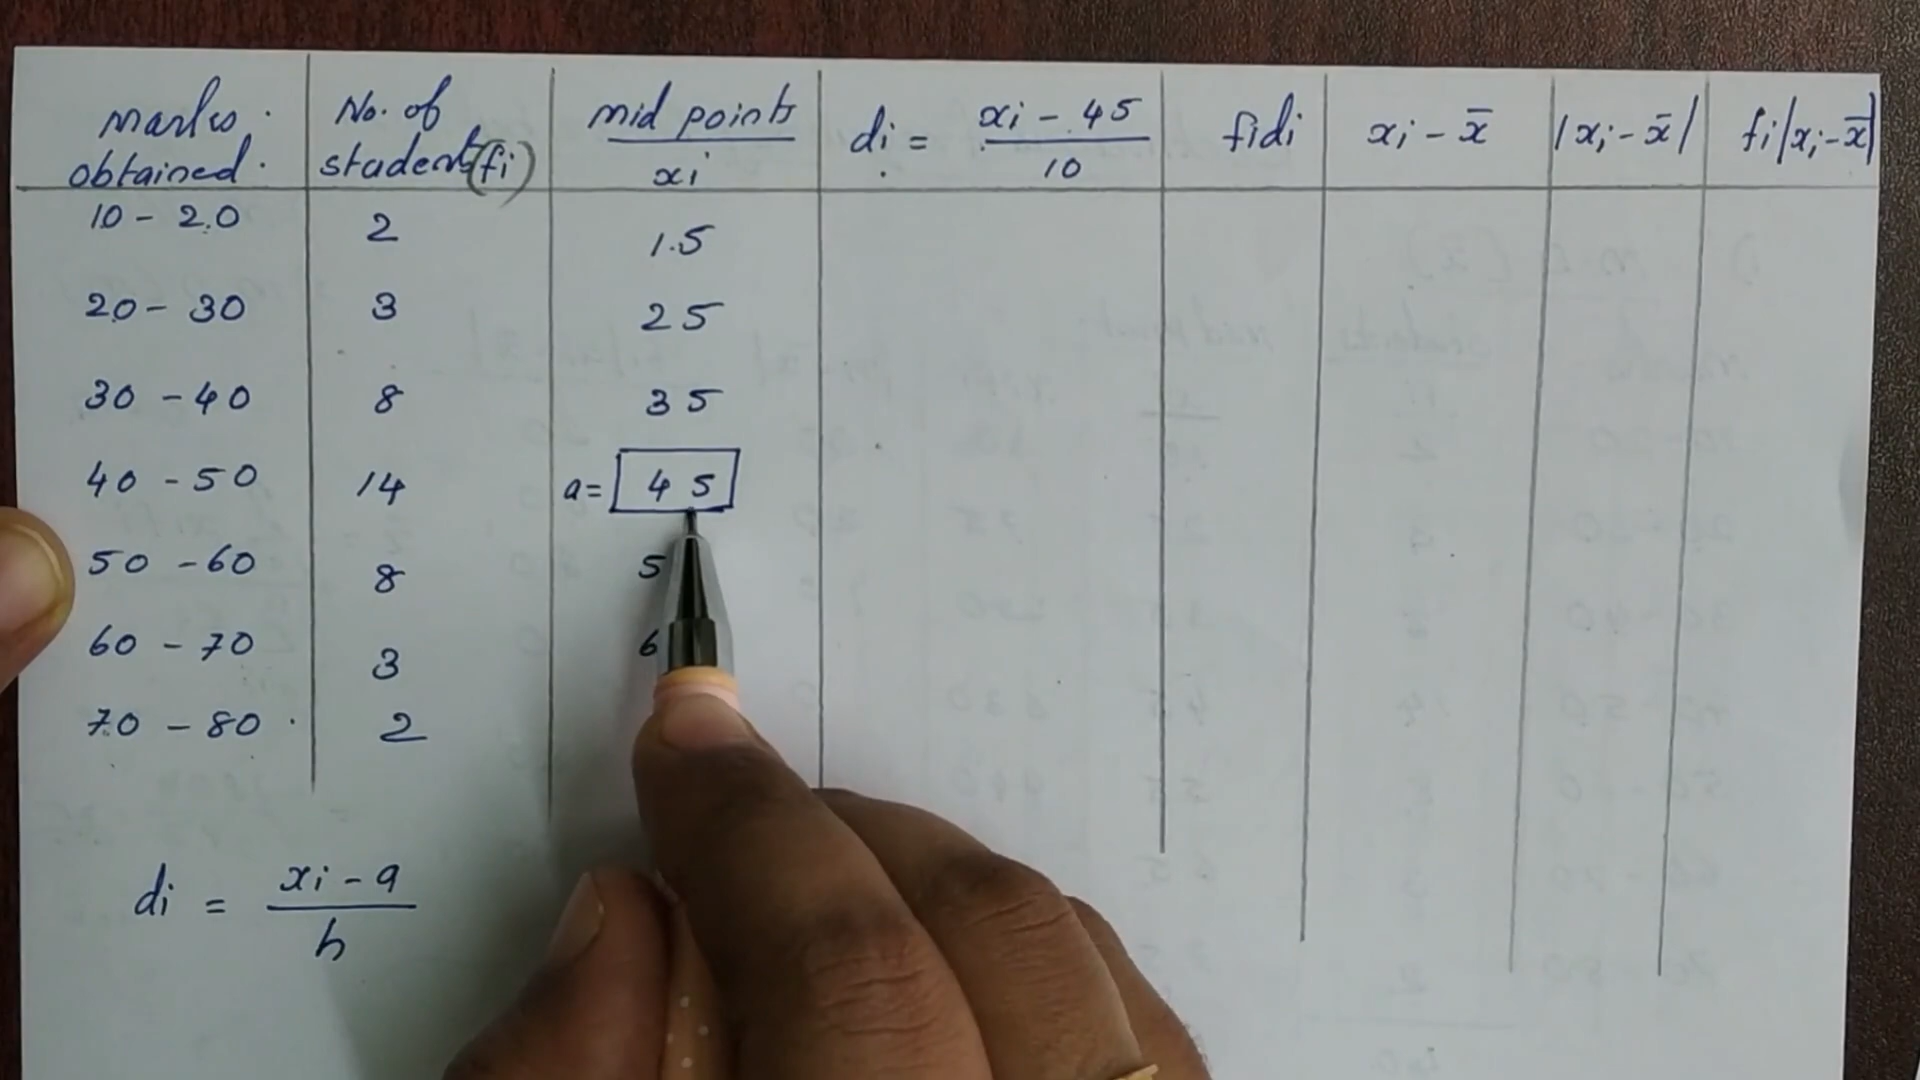 Marks obtained. | No. of students (fi) | mid points xi | di = xi - 45 / 10 | fidi | xi - x̄ | |xi - x̄| | fi|xi - x̄|
10 - 20 2 15
20 - 30 3 25
30 - 40 8 35
40 - 50 14 a = 45
50 - 60 8 5
60 - 70 3 6
70 - 80 2
di = xi - a / h